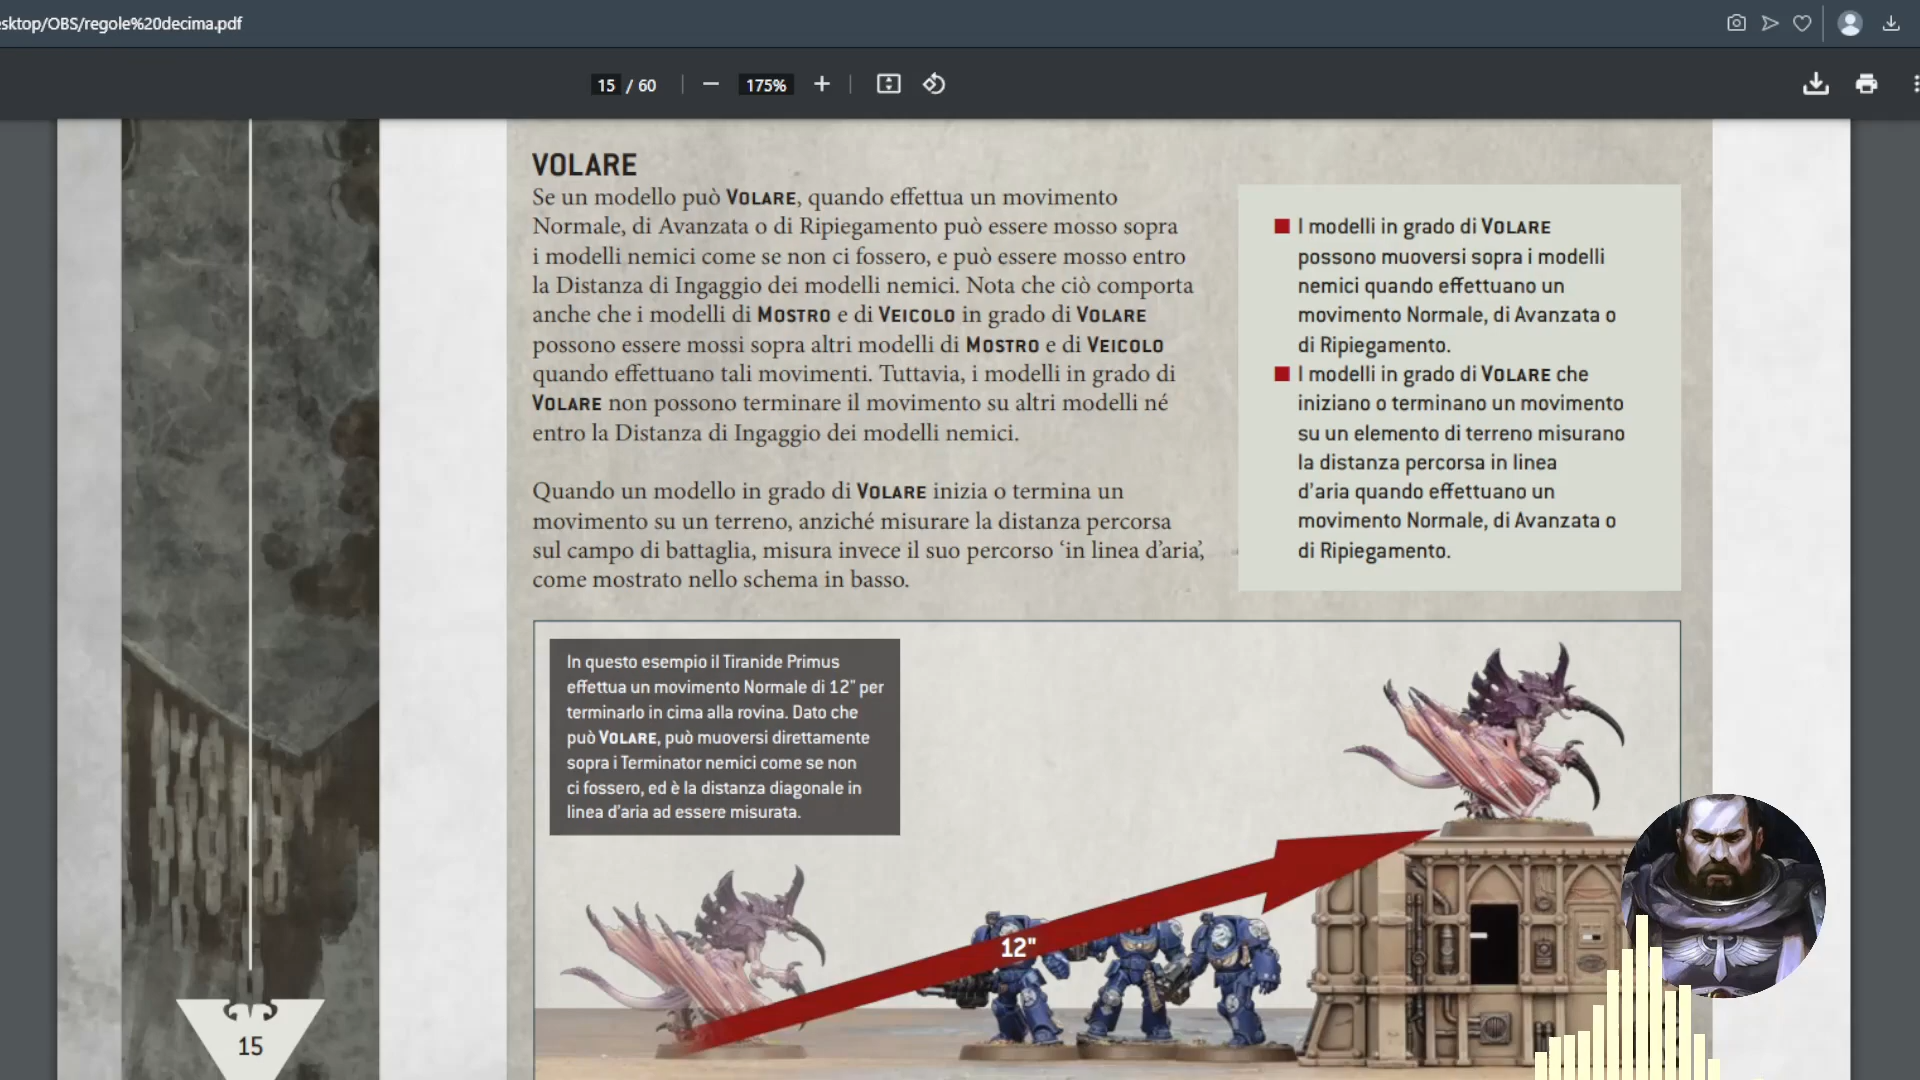 esktop/OBS/regole%20decima.pdf
15 / 60
175%
VOLARE
Se un modello può VOLARE, quando effettua un movimento
Normale, di Avanzata o di Ripiegamento può essere mosso sopra
i modelli nemici come se non ci fossero, e può essere mosso entro
la Distanza di Ingaggio dei modelli nemici. Nota che ciò comporta
anche che i modelli di MOSTRO e di VEICOLO in grado di VOLARE
possono essere mossi sopra altri modelli di MOSTRO e di VEICOLO
quando effettuano tali movimenti. Tuttavia, i modelli in grado di
VOLARE non possono terminare il movimento su altri modelli né
entro la Distanza di Ingaggio dei modelli nemici.
Quando un modello in grado di VOLARE inizia o termina un
movimento su un terreno, anziché misurare la distanza percorsa
sul campo di battaglia, misura invece il suo percorso ‘in linea d’aria’,
come mostrato nello schema in basso.
I modelli in grado di VOLARE
possono muoversi sopra i modelli
nemici quando effettuano un
movimento Normale, di Avanzata o
di Ripiegamento.
I modelli in grado di VOLARE che
iniziano o terminano un movimento
su un elemento di terreno misurano
la distanza percorsa in linea
d’aria quando effettuano un
movimento Normale, di Avanzata o
di Ripiegamento.
In questo esempio il Tiranide Primus
effettua un movimento Normale di 12" per
terminarlo in cima alla rovina. Dato che
può VOLARE, può muoversi direttamente
sopra i Terminator nemici come se non
ci fossero, ed è la distanza diagonale in
linea d’aria ad essere misurata.
12"
15